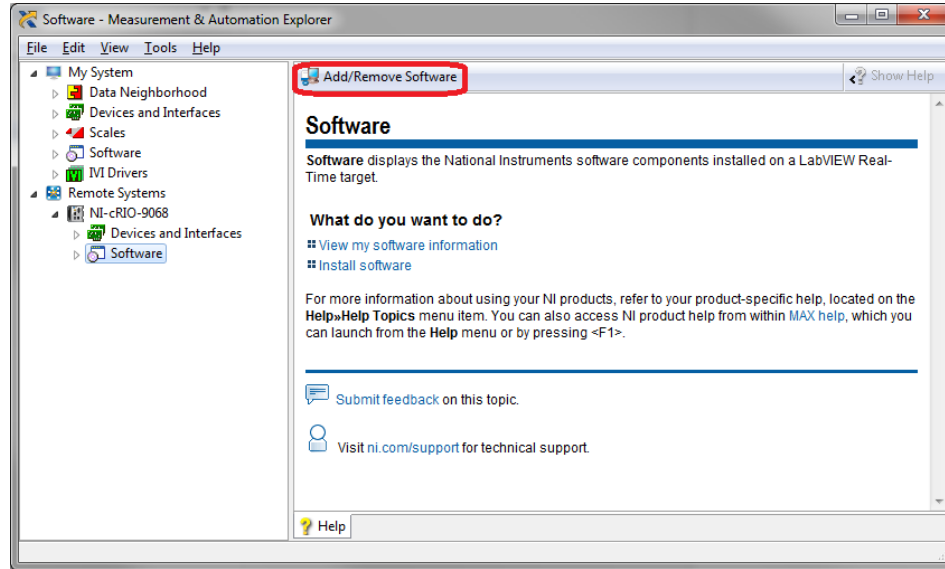 Software - Measurement & Automation Explorer
File Edit View Tools Help
My System
Data Neighborhood
Devices and Interfaces
Scales
Software
IVI Drivers
Remote Systems
NI-cRIO-9068
Devices and Interfaces
Software
Add/Remove Software
Show Help
Software
Software displays the National Instruments software components installed on a LabVIEW Real-
Time target.
What do you want to do?
View my software information
Install software
For more information about using your NI products, refer to your product-specific help, located on the
Help»Help Topics menu item. You can also access NI product help from within MAX help, which you
can launch from the Help menu or by pressing <F1>.
Submit feedback on this topic.
Visit ni.com/support for technical support.
Help